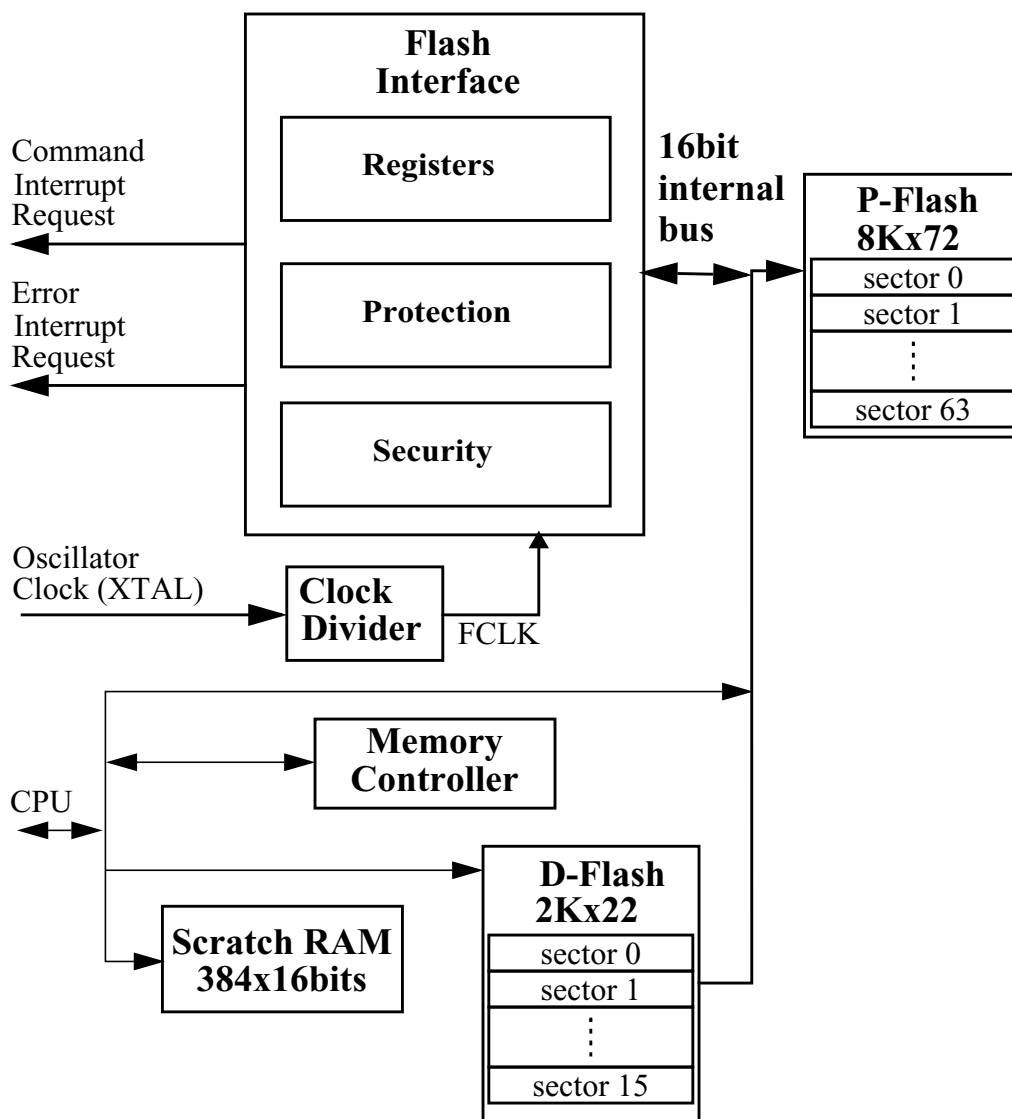 Flash
Interface
Registers
Protection
Security
Command
Interrupt
Request
Error
Interrupt
Request
16bit
internal
bus
P-Flash
8Kx72
sector 0
sector 1
sector 63
Oscillator
Clock (XTAL)
Clock
Divider
FCLK
Memory
Controller
CPU
D-Flash
2Kx22
sector 0
sector 1
sector 15
Scratch RAM
384x16bits